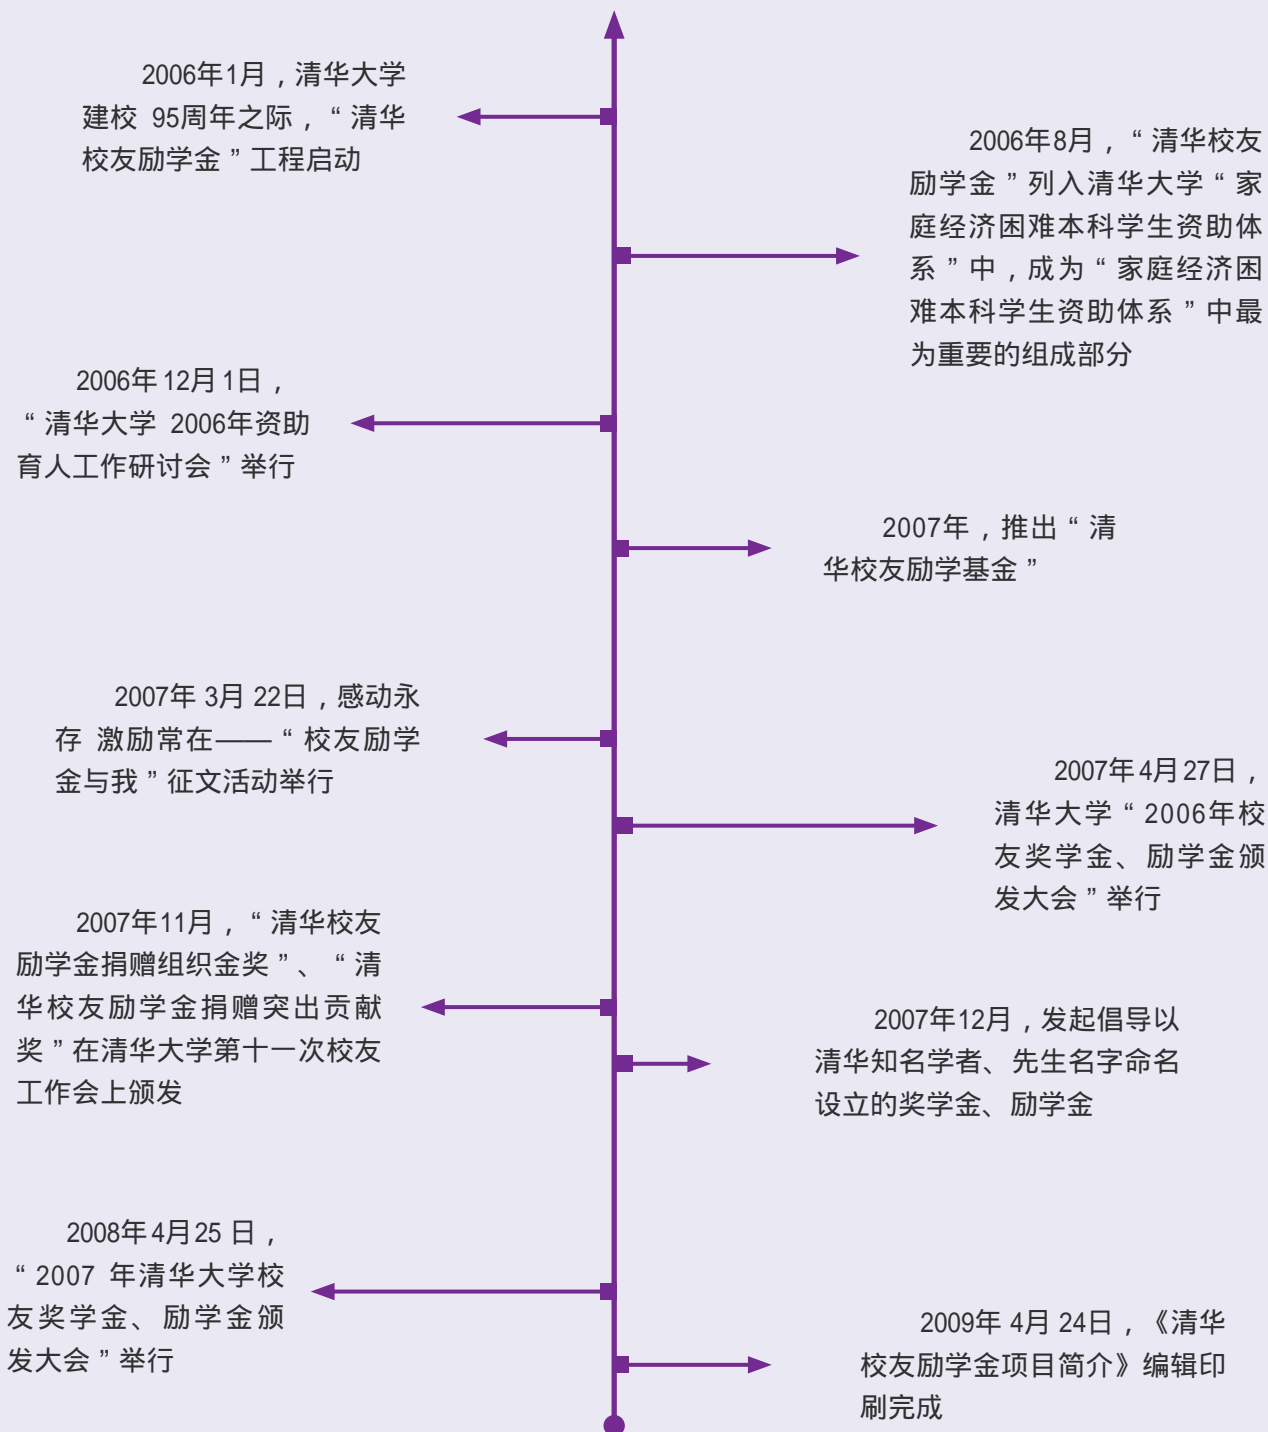 2006年1月，清华大学
建校 95周年之际，“清华
校友励学金”工程启动
2006年8月，“清华校友
励学金”列入清华大学“家
庭经济困难本科学生资助体
系”中，成为“家庭经济困
难本科学生资助体系”中最
为重要的组成部分
2006年12月1日，
“清华大学 2006年资助
育人工作研讨会”举行
2007年，推出“清
华校友励学基金”
2007年 3月 22日，感动永
存 激励常在——“校友励学
金与我”征文活动举行
2007年4月27日，
清华大学“2006年校
友奖学金、励学金颁
发大会”举行
2007年11月，“清华校友
励学金捐赠组织金奖”、“清
华校友励学金捐赠突出贡献
奖”在清华大学第十一次校友
工作会上颁发
2007年12月，发起倡导以
清华知名学者、先生名字命名
设立的奖学金、励学金
2008年4月25 日，
“2007 年清华大学校
友奖学金、励学金颁
发大会”举行
2009年 4月 24日，《清华
校友励学金项目简介》编辑印
刷完成